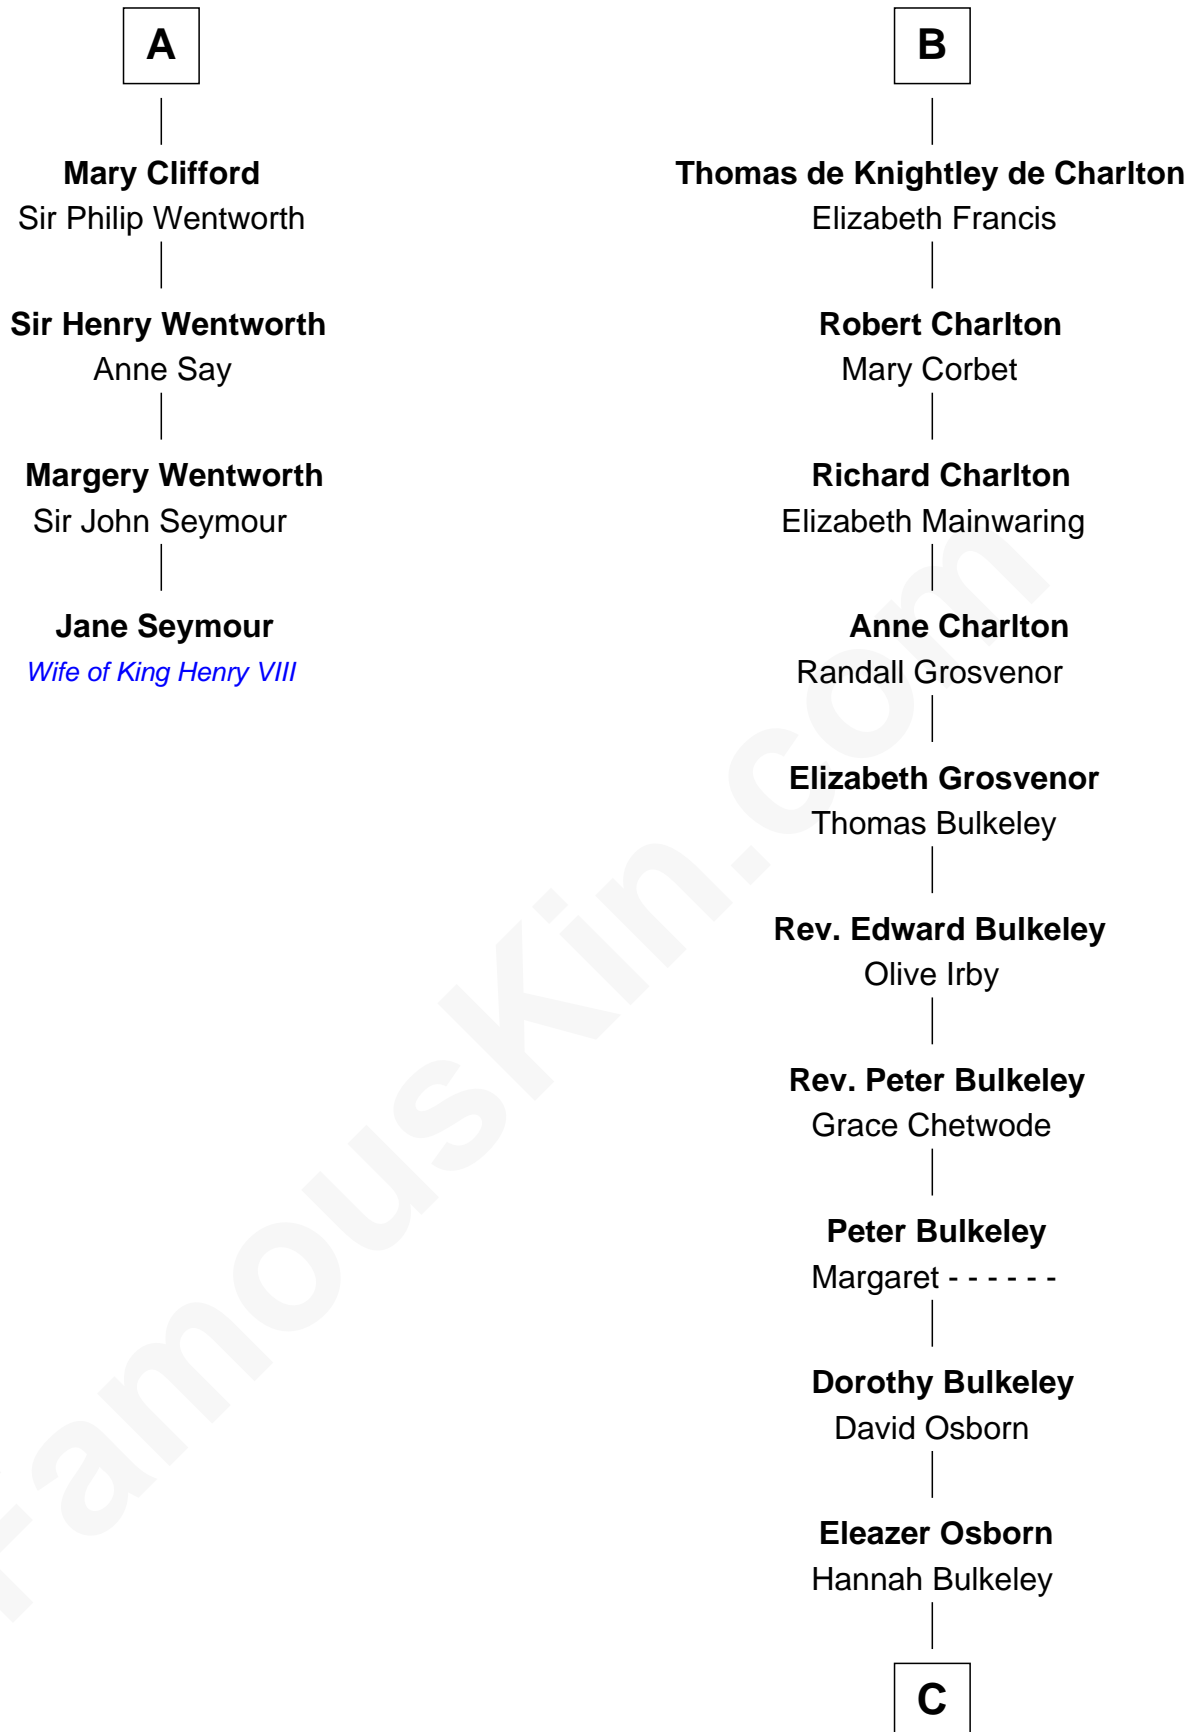 A
Mary Clifford
Sir Philip Wentworth
Sir Henry Wentworth
Anne Say
Margery Wentworth
Sir John Seymour
Jane Seymour
Wife of King Henry VIII
B
Thomas de Knightley de Charlton
Elizabeth Francis
Robert Charlton
Mary Corbet
Richard Charlton
Elizabeth Mainwaring
Anne Charlton
Randall Grosvenor
Elizabeth Grosvenor
Thomas Bulkeley
Rev. Edward Bulkeley
Olive Irby
Rev. Peter Bulkeley
Grace Chetwode
Peter Bulkeley
Margaret - - - - - -
Dorothy Bulkeley
David Osborn
Eleazer Osborn
Hannah Bulkeley
C
FamousKin.com